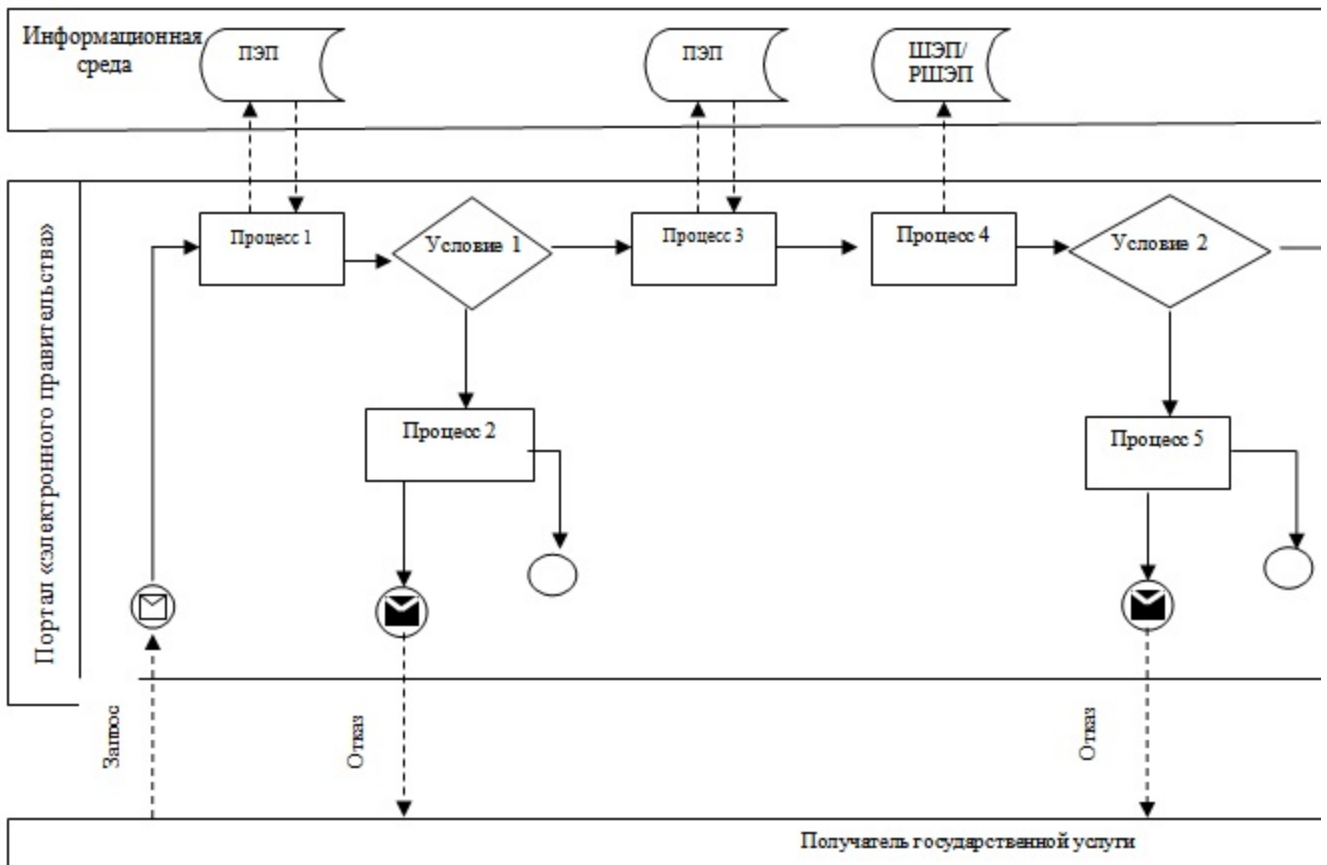 Информационная
среда
ПЭП
ПЭП
ШЭП/
РШЭП
Портал «электронного правительства»
Процесс 1
Условие 1
Процесс 3
Процесс 4
Условие 2
Процесс 2
Процесс 5
Запрос
Отказ
Отказ
Получатель государственной услуги